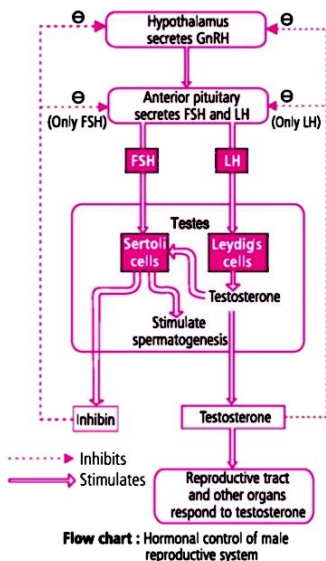 ⊖
Hypothalamus
secretes GnRH
⊖
⊖
Anterior pituitary
secretes FSH and LH
⊖
(Only FSH)
(Only LH)
FSH
LH
Testes
Sertoli
cells
Leydig's
cells
Testosterone
Stimulate
spermatogenesis
Inhibin
Testosterone
Inhibits
Stimulates
Reproductive tract
and other organs
respond to testosterone
Flow chart : Hormonal control of male
reproductive system